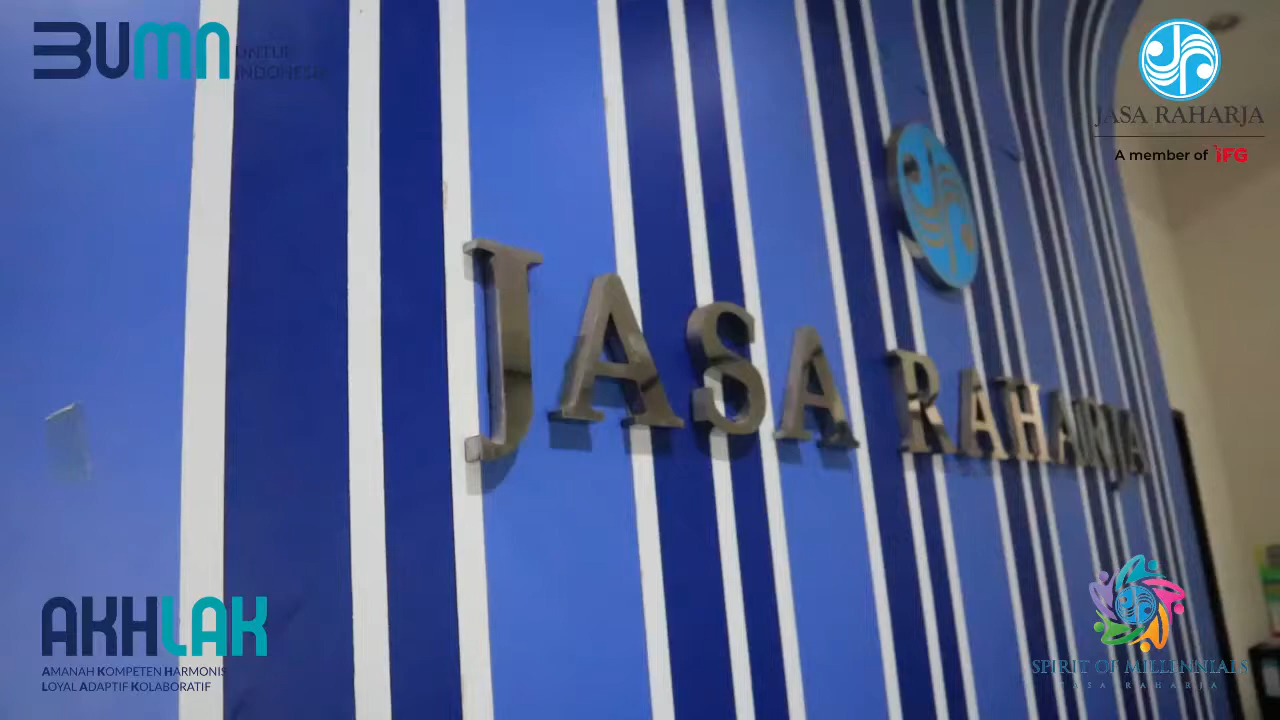 BUMN
UNTUK
INDONESIA
JASA RAHARJA
A member of IFG
JASA RAHARJA
AKHLAK
AMANAH KOMPETEN HARMONIS
LOYAL ADAPTIF KOLABORATIF
SPIRIT OF MILLENNIALS
JASA RAHARJA